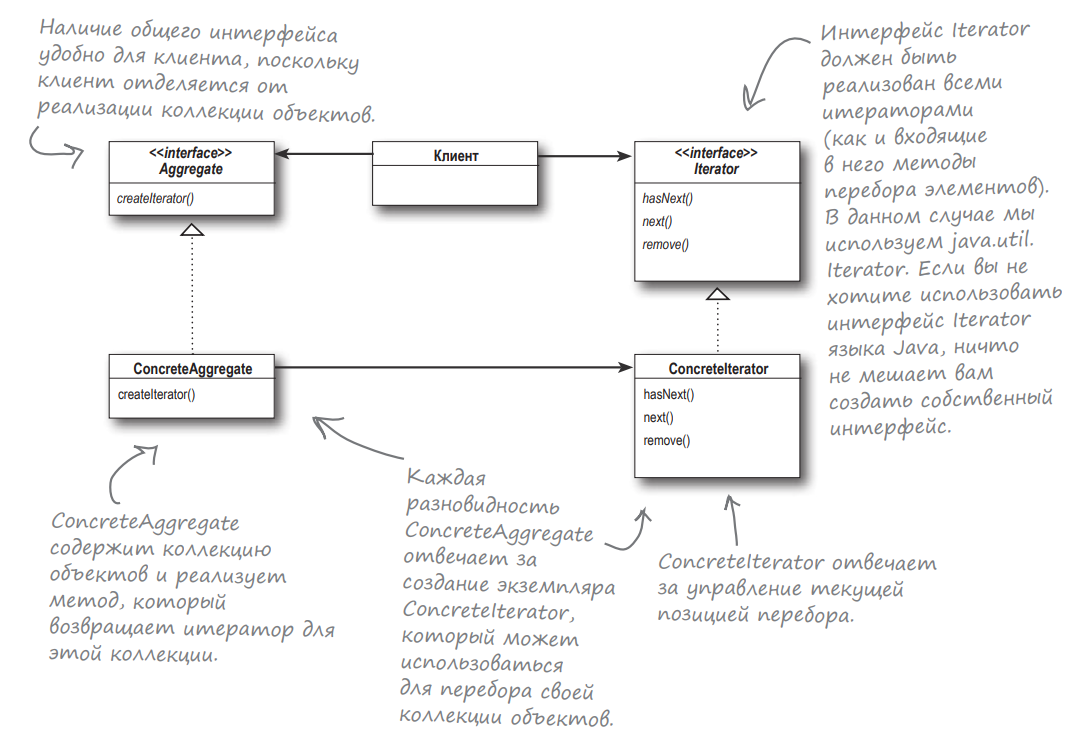 Наличие общего интерфейса
удобно для клиента, поскольку
клиент отделяется от
реализации коллекции объектов.
<<interface>>
Aggregate
createIterator()
Клиент
<<interface>>
Iterator
hasNext()
next()
remove()
Интерфейс Iterator
должен быть
реализован всеми
итераторами
(как и входящие
в него методы
перебора элементов).
В данном случае мы
используем java.util.
Iterator. Если вы не
хотите использовать
интерфейс Iterator
языка Java, ничто
не мешает вам
создать собственный
интерфейс.
ConcreteAggregate
createIterator()
ConcreteIterator
hasNext()
next()
remove()
ConcreteAggregate
содержит коллекцию
объектов и реализует
метод, который
возвращает итератор для
этой коллекции.
Каждая
разновидность
ConcreteAggregate
отвечает за
создание экземпляра
ConcreteIterator,
который может
использоваться
для перебора своей
коллекции объектов.
ConcreteIterator отвечает
за управление текущей
позицией перебора.